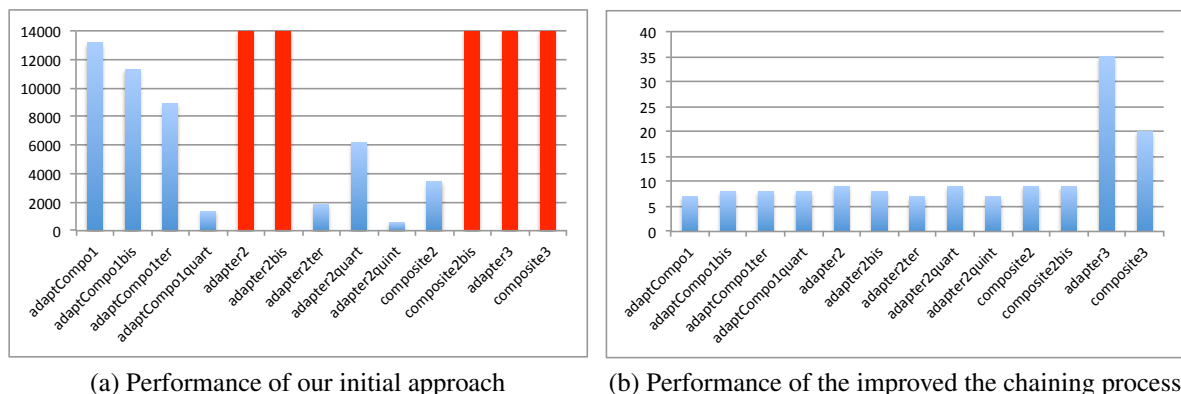 14000
12000
10000
8000
6000
4000
2000
0
adaptCompo1
adaptCompo1bis
adaptCompo1ter
adaptCompo1quart
adapter2
adapter2bis
adapter2ter
adapter2quart
adapter2quint
composite2
composite2bis
adapter3
composite3
(a) Performance of our initial approach
40
35
30
25
20
15
10
5
0
adaptCompo1
adaptCompo1bis
adaptCompo1ter
adaptCompo1quart
adapter2
adapter2bis
adapter2ter
adapter2quart
adapter2quint
composite2
composite2bis
adapter3
composite3
(b) Performance of the improved the chaining process